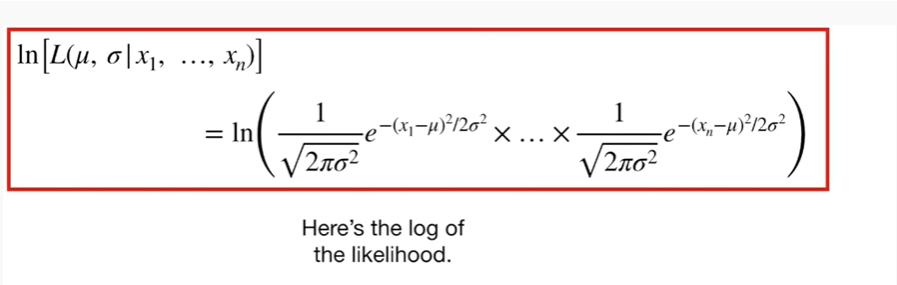 ln[L(μ, σ|x₁, ..., xₙ)]
= ln( 1/√(2πσ²) e^(−(x₁−μ)²/2σ²) × ... × 1/√(2πσ²) e^(−(xₙ−μ)²/2σ²) )
Here's the log of
the likelihood.